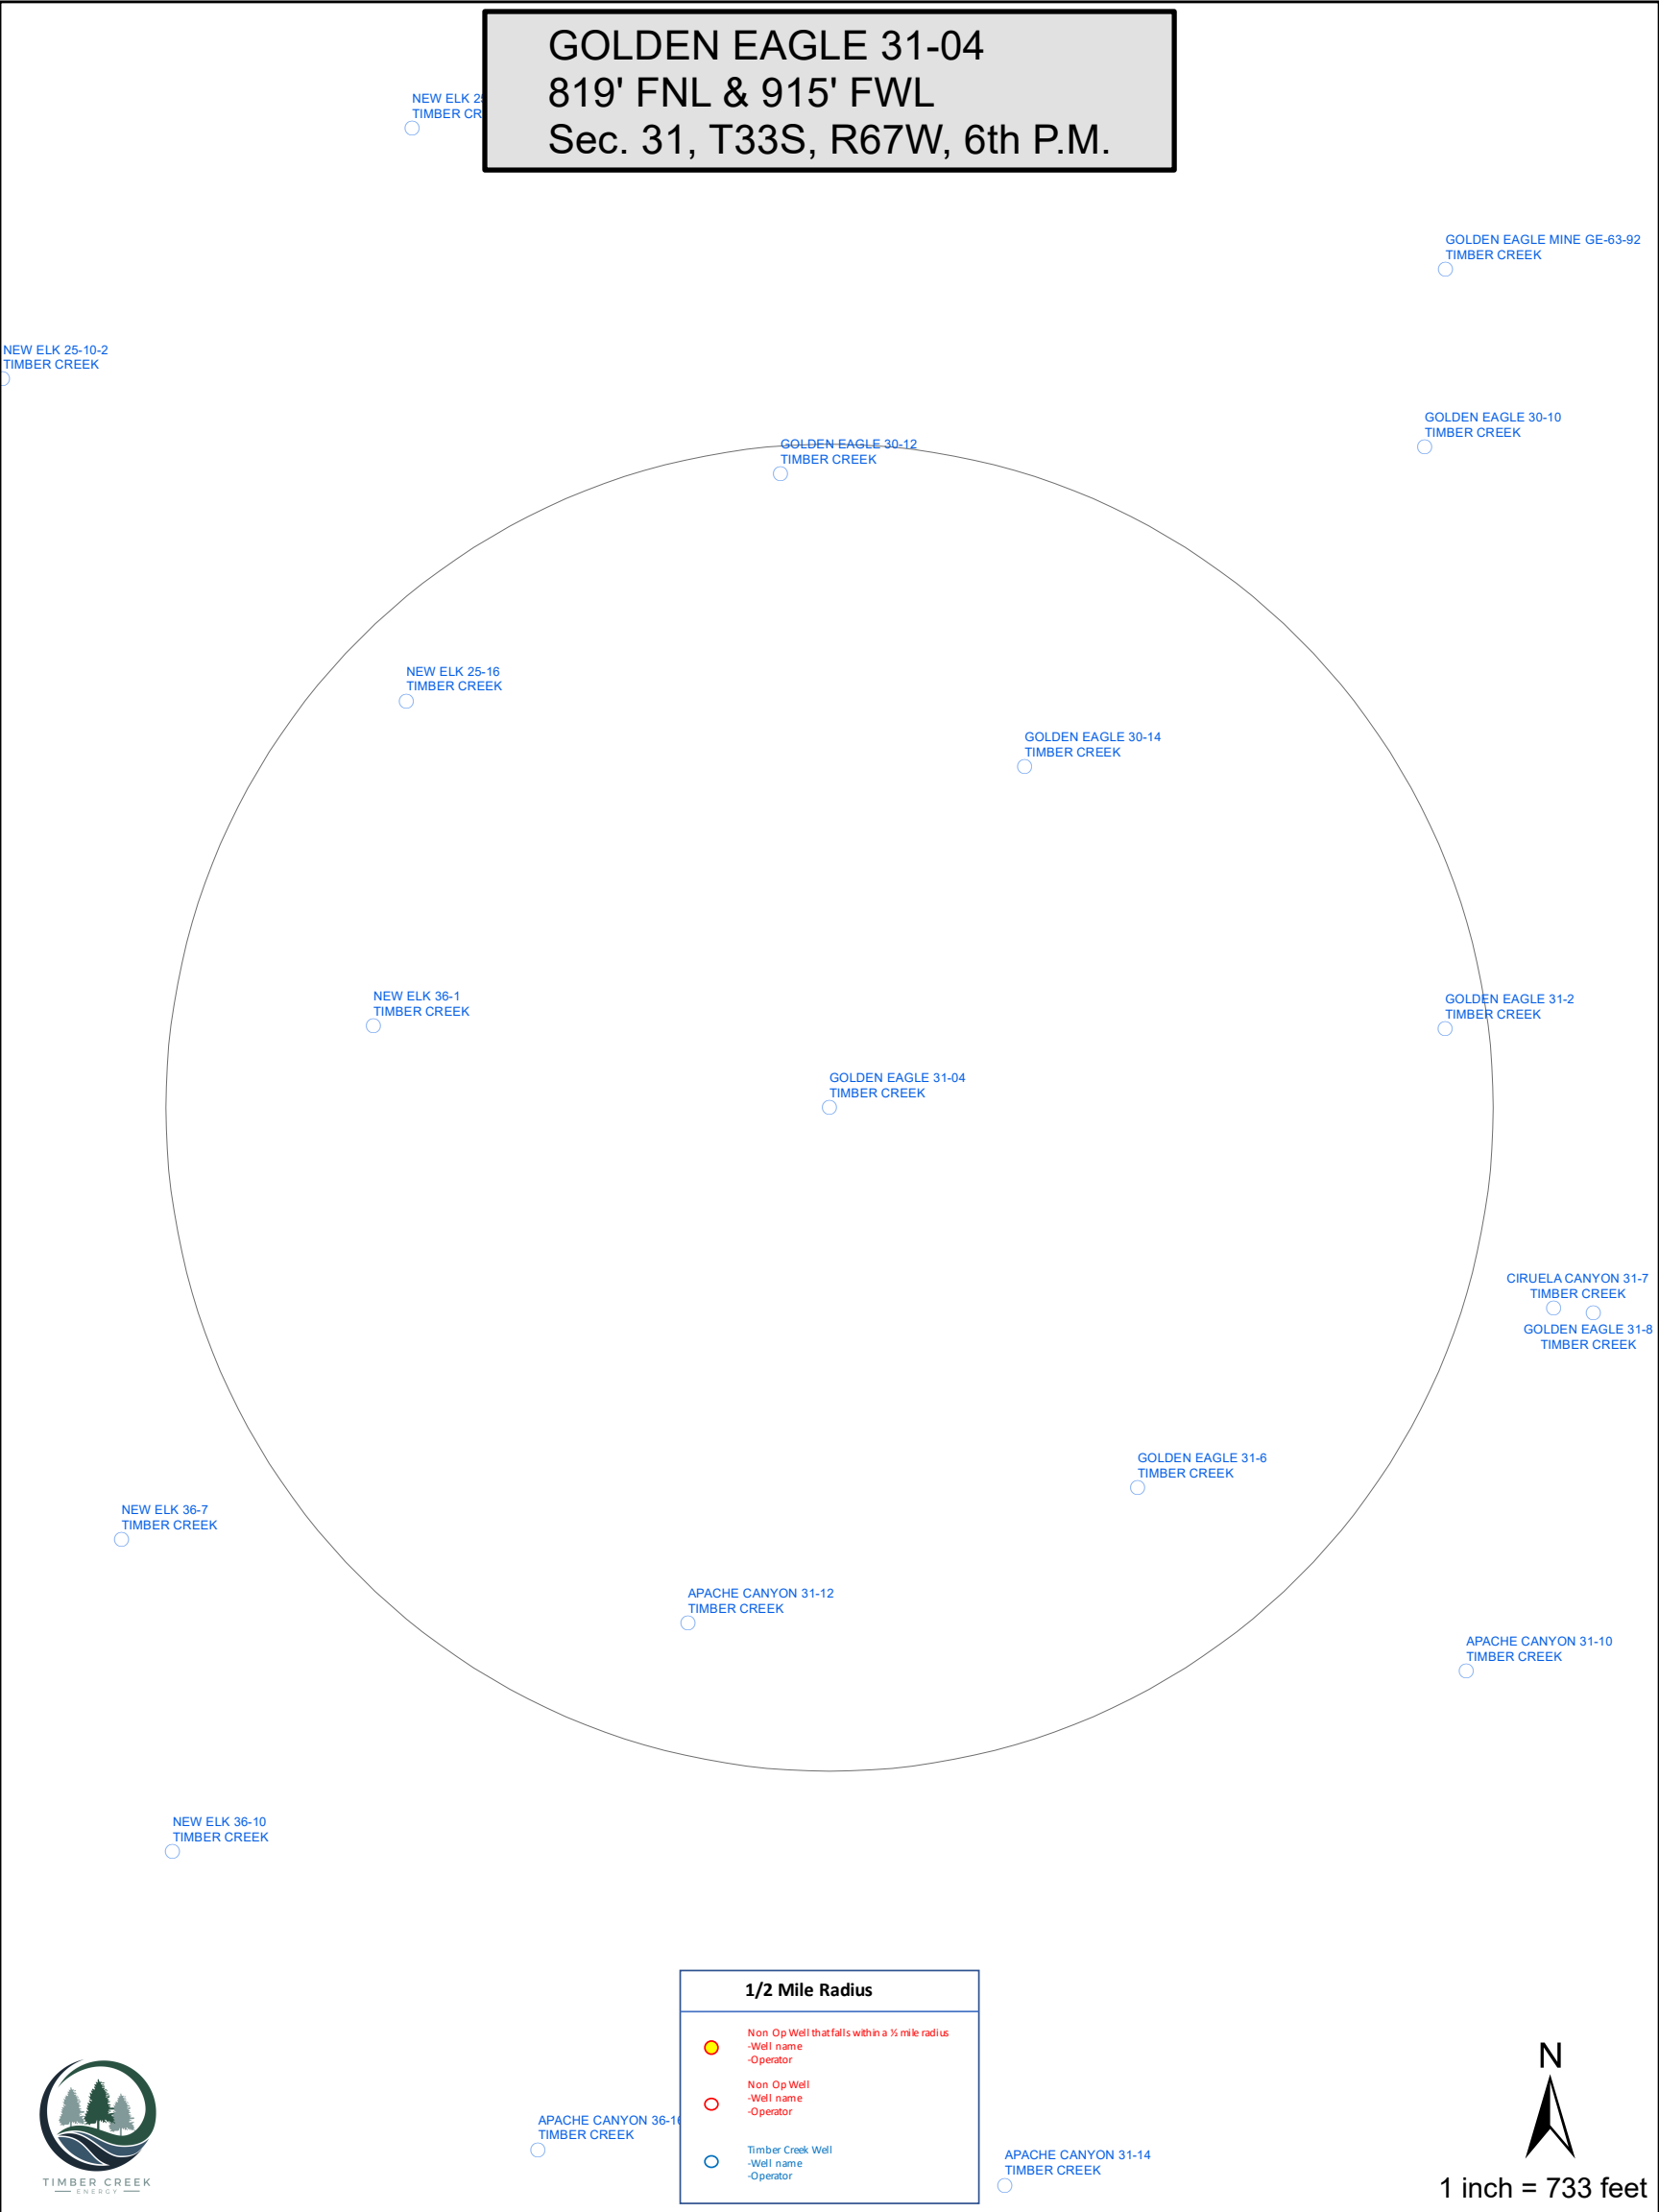 GOLDEN EAGLE 31-04
819' FNL & 915' FWL
Sec. 31, T33S, R67W, 6th P.M.
NEW ELK 25
TIMBER CR
GOLDEN EAGLE MINE GE-63-92
TIMBER CREEK
NEW ELK 25-10-2
TIMBER CREEK
GOLDEN EAGLE 30-10
TIMBER CREEK
GOLDEN EAGLE 30-12
TIMBER CREEK
NEW ELK 25-16
TIMBER CREEK
GOLDEN EAGLE 30-14
TIMBER CREEK
NEW ELK 36-1
TIMBER CREEK
GOLDEN EAGLE 31-2
TIMBER CREEK
GOLDEN EAGLE 31-04
TIMBER CREEK
CIRUELA CANYON 31-7
TIMBER CREEK
GOLDEN EAGLE 31-8
TIMBER CREEK
GOLDEN EAGLE 31-6
TIMBER CREEK
NEW ELK 36-7
TIMBER CREEK
APACHE CANYON 31-12
TIMBER CREEK
APACHE CANYON 31-10
TIMBER CREEK
NEW ELK 36-10
TIMBER CREEK
1/2 Mile Radius
Non Op Well that falls within a ½ mile radius
-Well name
-Operator
Non Op Well
-Well name
-Operator
Timber Creek Well
-Well name
-Operator
APACHE CANYON 36-16
TIMBER CREEK
APACHE CANYON 31-14
TIMBER CREEK
TIMBER CREEK
ENERGY
N
1 inch = 733 feet